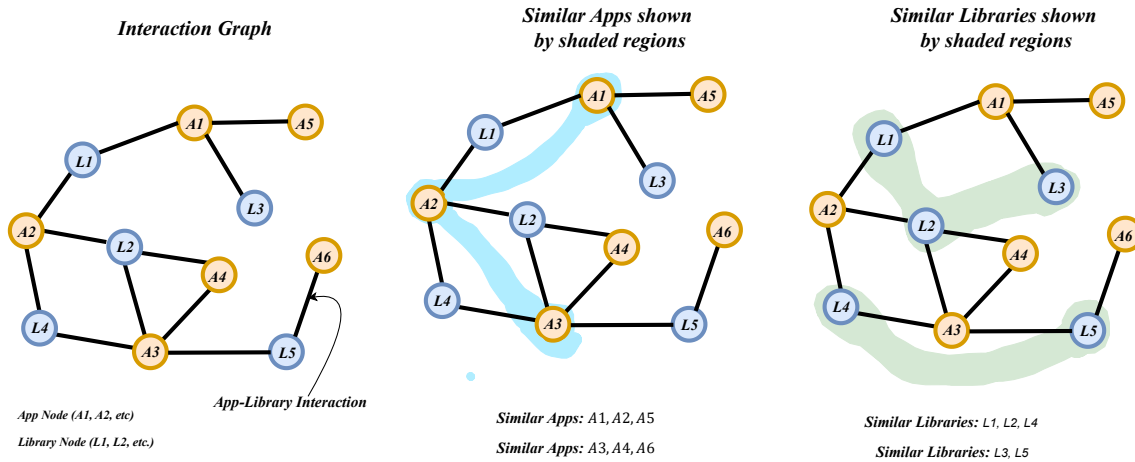 Interaction Graph
A1
A5
L1
L3
A2
L2
A6
A4
L4
A3
L5
App-Library Interaction
App Node (A1, A2, etc)
Library Node (L1, L2, etc.)
Similar Apps shown
by shaded regions
A1
A5
L1
L3
A2
L2
A6
A4
L4
A3
L5
Similar Apps: A1, A2, A5
Similar Apps: A3, A4, A6
Similar Libraries shown
by shaded regions
A1
A5
L1
L3
A2
L2
A6
A4
L4
A3
L5
Similar Libraries: L1, L2, L4
Similar Libraries: L3, L5